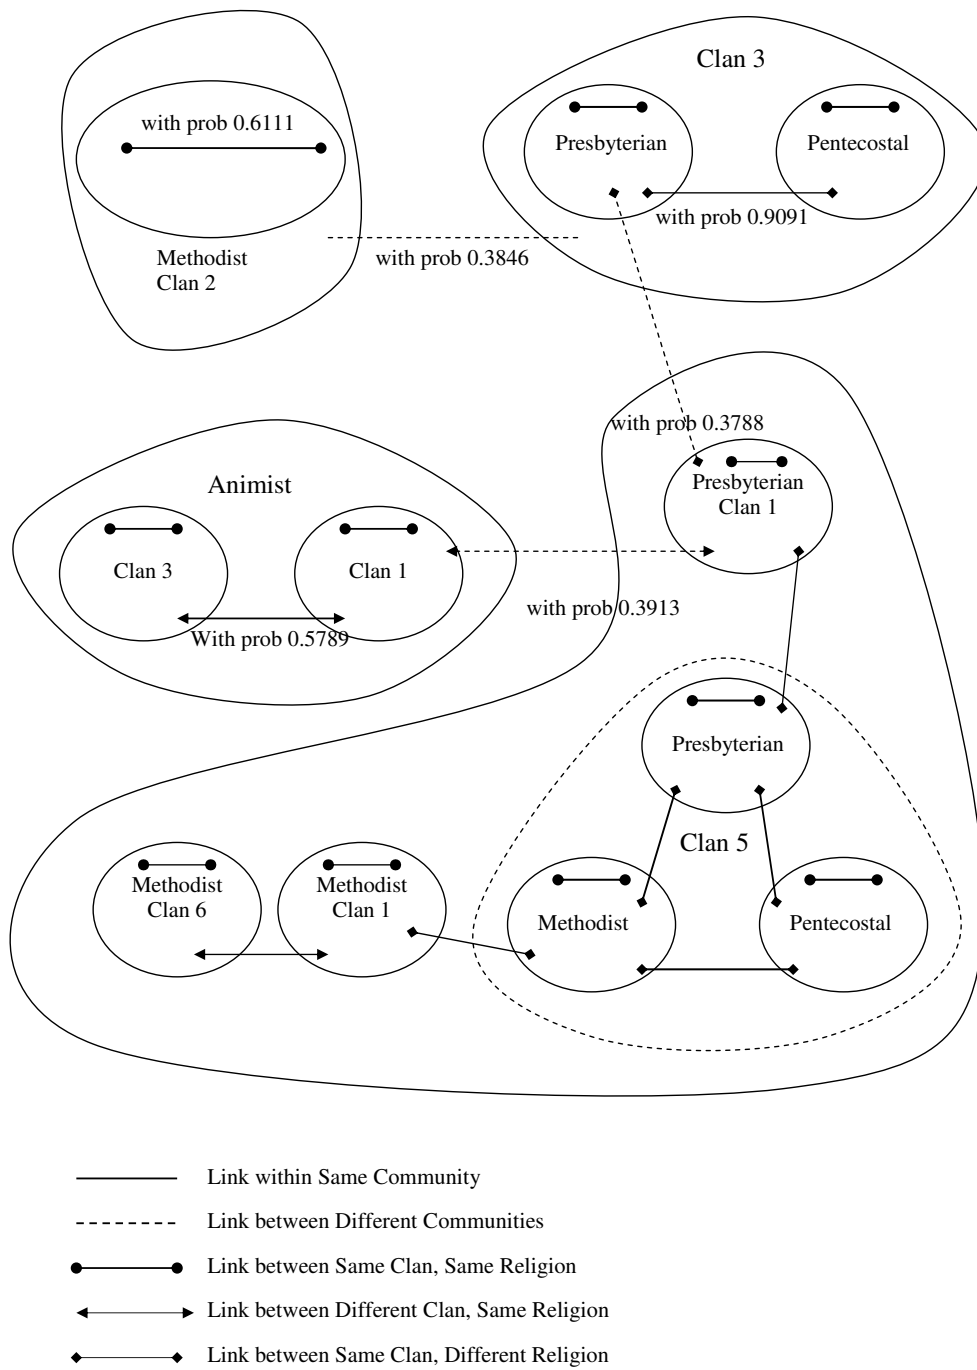 Clan 3
with prob 0.6111
Presbyterian
Pentecostal
with prob 0.9091
Methodist
Clan 2
with prob 0.3846
with prob 0.3788
Presbyterian
Clan 1
Animist
Clan 3
Clan 1
With prob 0.5789
with prob 0.3913
Presbyterian
Clan 5
Methodist
Clan 6
Methodist
Clan 1
Methodist
Pentecostal
Link within Same Community
Link between Different Communities
Link between Same Clan, Same Religion
Link between Different Clan, Same Religion
Link between Same Clan, Different Religion